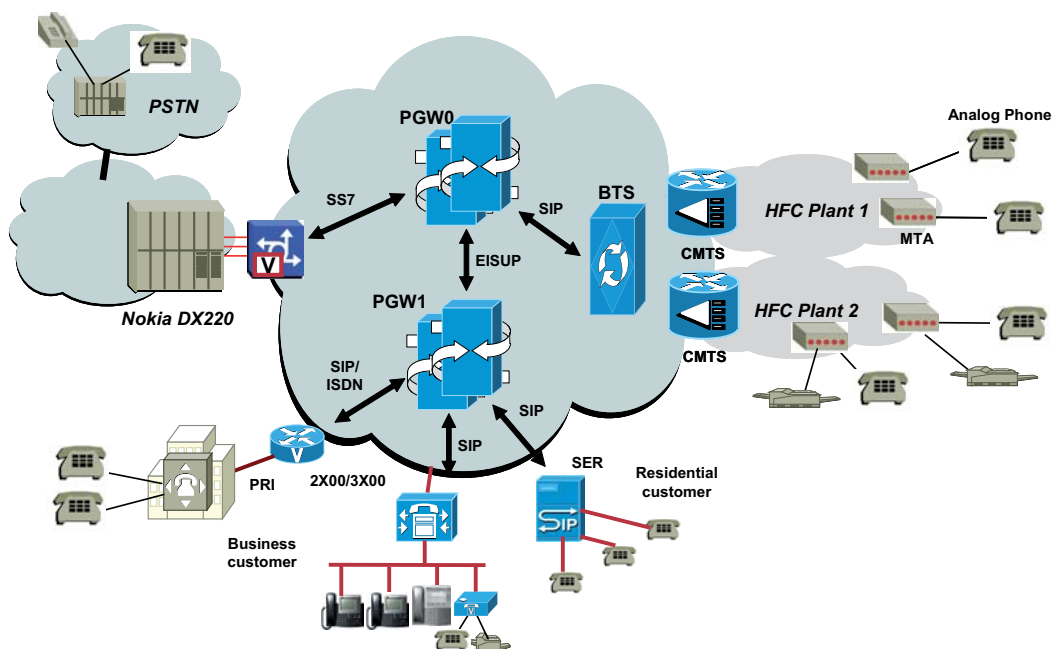 PSTN
PGW0
Analog Phone
SS7
SIP
BTS
HFC Plant 1
MTA
CMTS
V
EISUP
Nokia DX220
PGW1
HFC Plant 2
CMTS
SIP/
ISDN
SIP
SIP
V
PRI
2X00/3X00
SER
Residential
customer
SIP
Business
customer
V